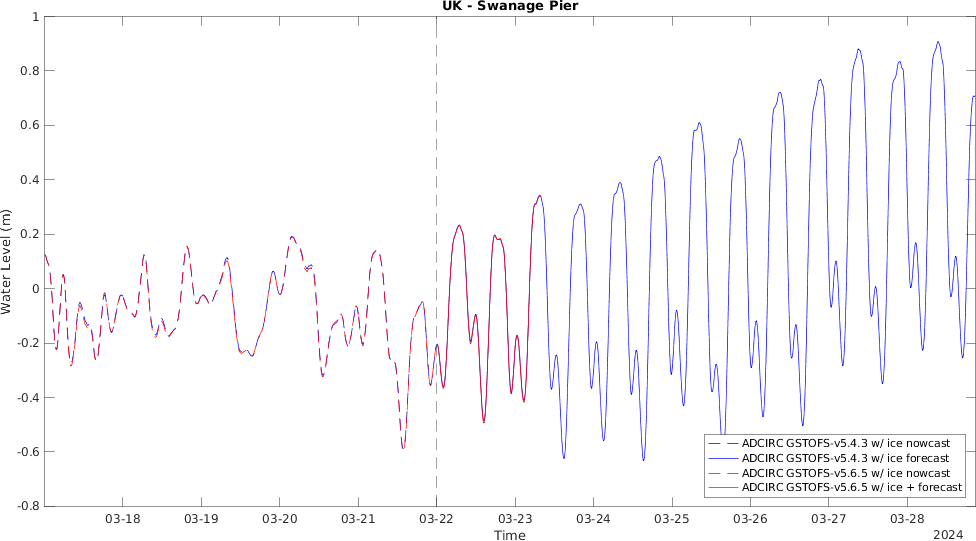 UK - Swanage Pier
1
0.8
0.6
0.4
0.2
0
-0.2
-0.4
-0.6
-0.8
Water Level (m)
ADCIRC GSTOFS-v5.4.3 w/ ice nowcast
ADCIRC GSTOFS-v5.4.3 w/ ice forecast
ADCIRC GSTOFS-v5.6.5 w/ ice nowcast
ADCIRC GSTOFS-v5.6.5 w/ ice + forecast
03-18 03-19 03-20 03-21 03-22 03-23 03-24 03-25 03-26 03-27 03-28
Time
2024